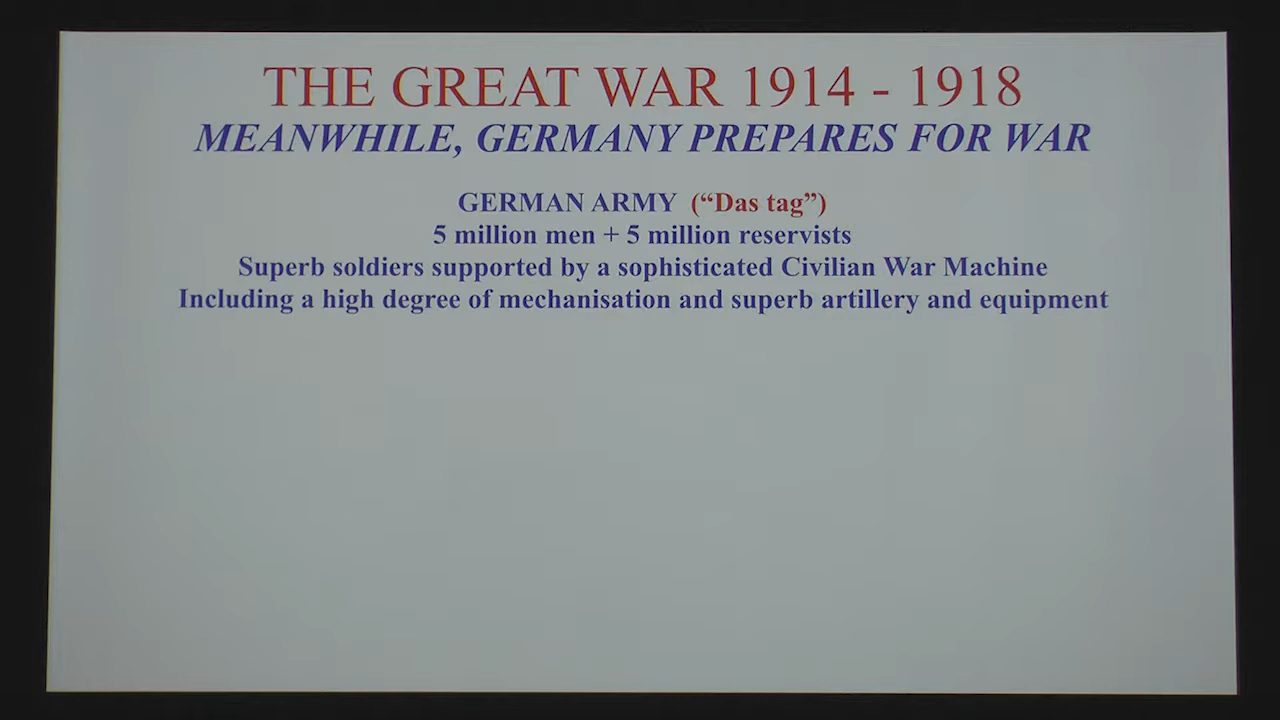 THE GREAT WAR 1914 - 1918
MEANWHILE, GERMANY PREPARES FOR WAR
GERMAN ARMY (“Das tag”)
5 million men + 5 million reservists
Superb soldiers supported by a sophisticated Civilian War Machine
Including a high degree of mechanisation and superb artillery and equipment